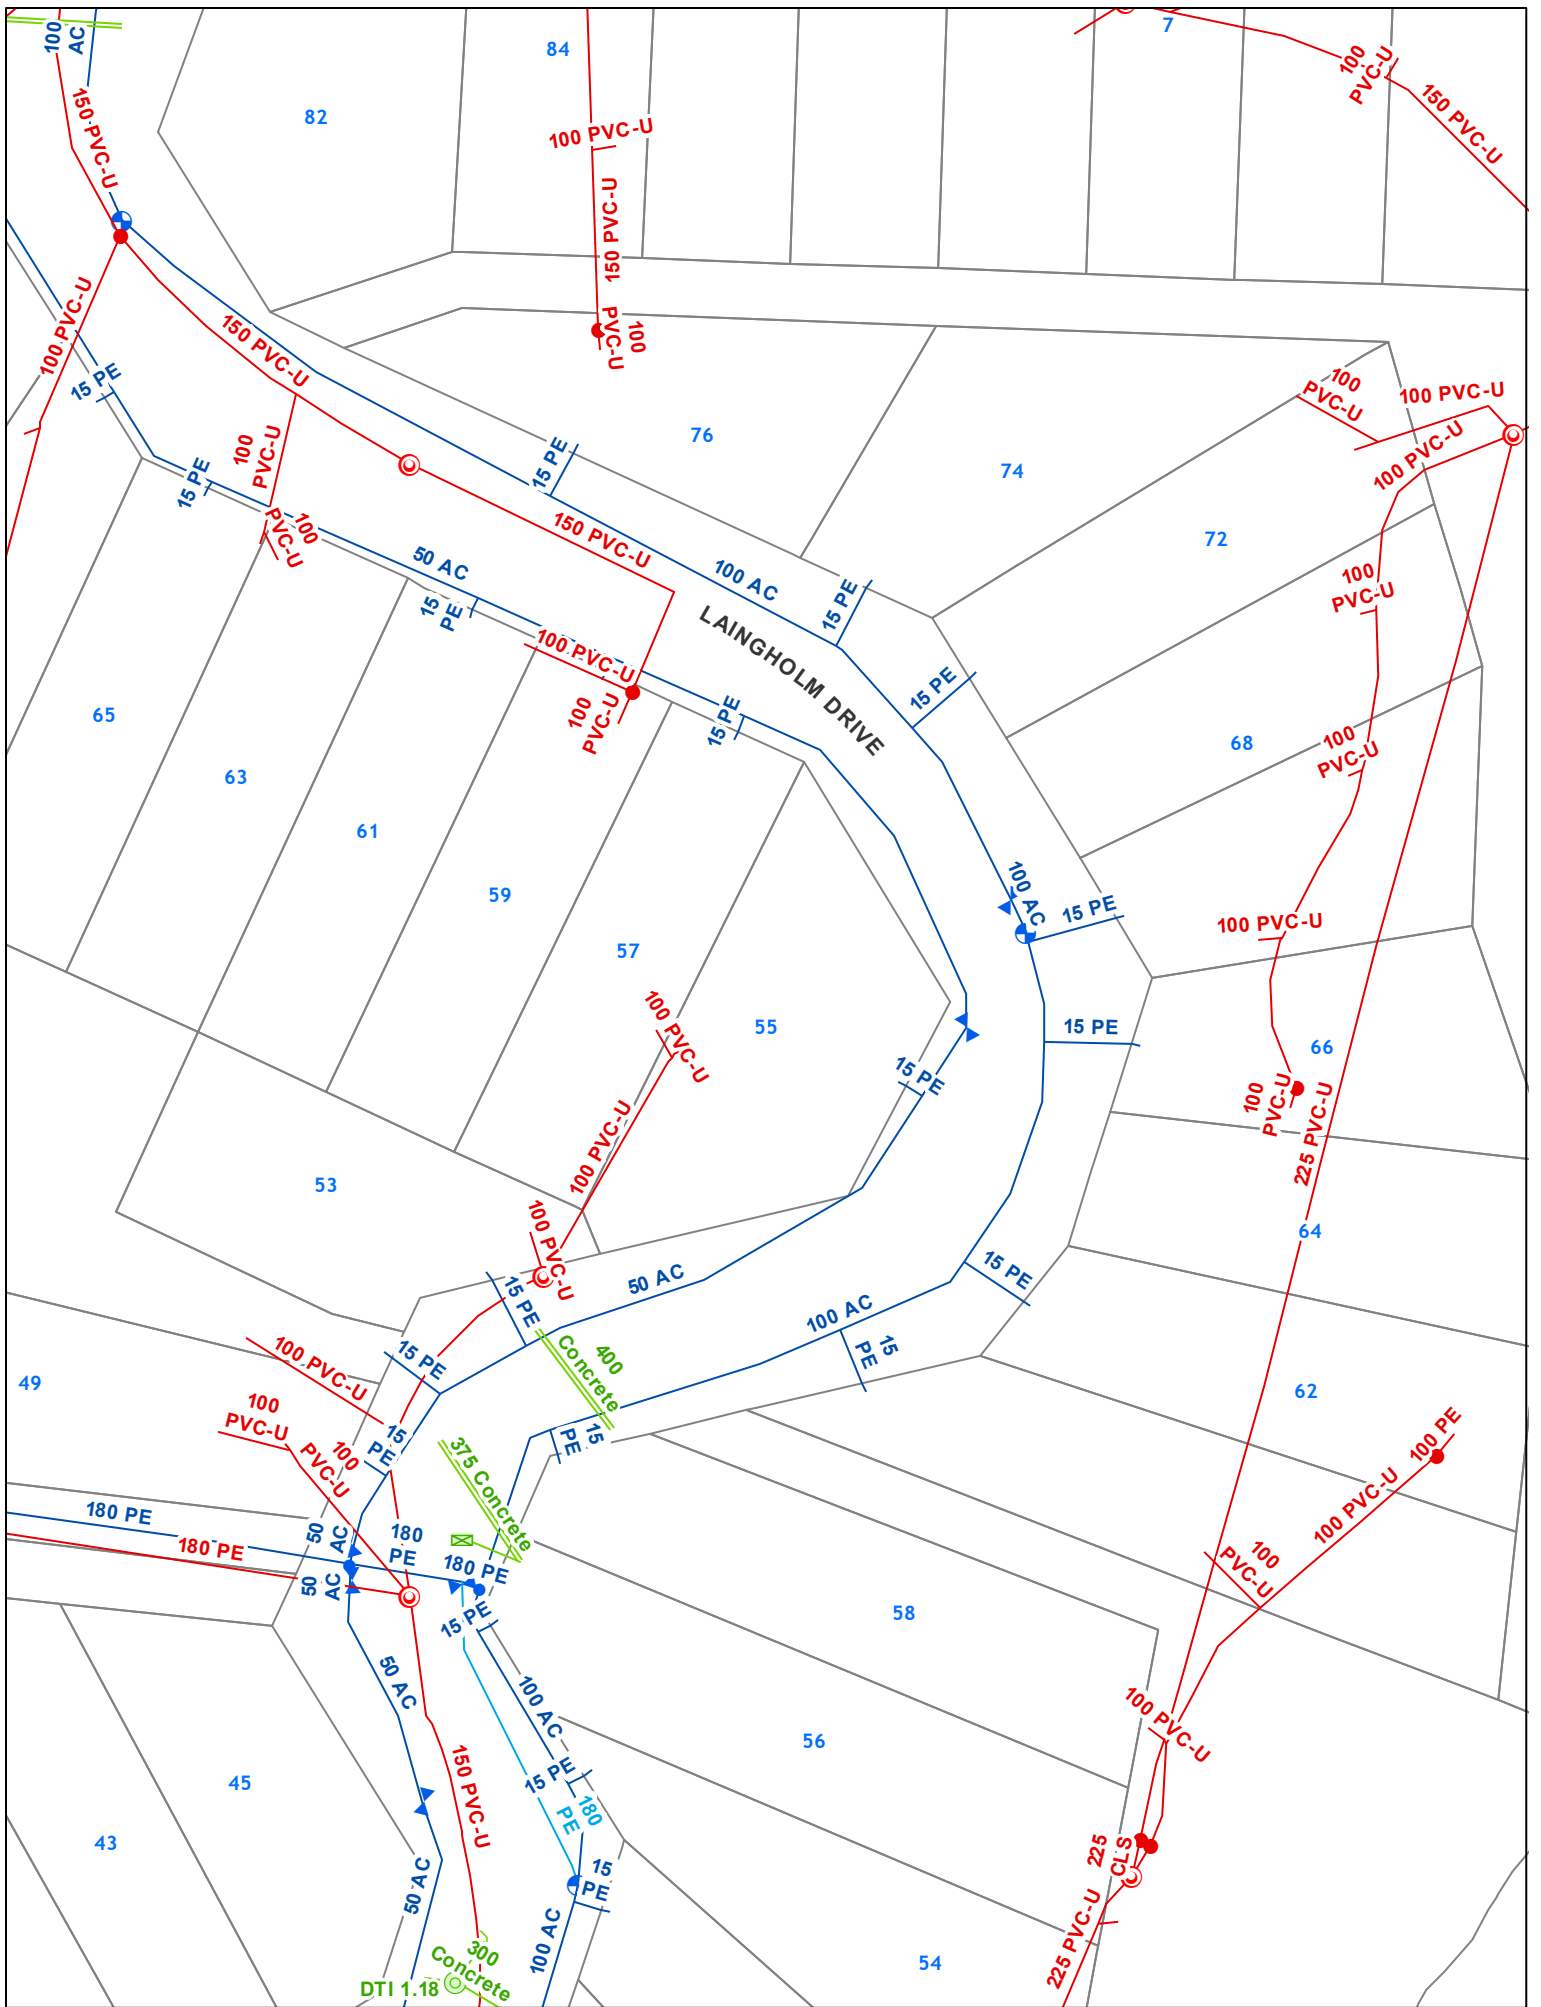 100
AC
150 PVC-U
84
82
100 PVC-U
150 PVC-U
7
100
PVC-U
150 PVC-U
100 PVC-U
15 PE
150 PVC-U
100
PVC-U
100
PVC-U
100 PVC-U
100
PVC-U
15 PE
76
74
100 PVC-U
72
15 PE
100
PVC-U
150 PVC-U
50 AC
100 AC
15 PE
100
PVC-U
15
PE
LAINGHOLM DRIVE
100 PVC-U
15 PE
65
100
PVC-U
15 PE
68
100
PVC-U
63
61
59
57
100 AC
15 PE
100 PVC-U
100 PVC-U
55
15 PE
66
15 PE
100
PVC-U
225 PVC-U
100 PVC-U
53
64
100 PVC-U
15 PE
50 AC
15 PE
100 AC
15
PE
400
Concrete
15 PE
100 PVC-U
49
62
100
PVC-U
100
PVC-U
15
PE
15
PE
375 Concrete
100 PE
100 PVC-U
180 PE
50
AC
180
PE
180 PE
180 PE
50
AC
100
PVC-U
15 PE
58
50 AC
100 AC
100 PVC-U
56
150 PVC-U
15 PE
45
180
PE
43
225
CLS
50 AC
15
PE
100 AC
225 PVC-U
300
Concrete
54
DTI 1.18